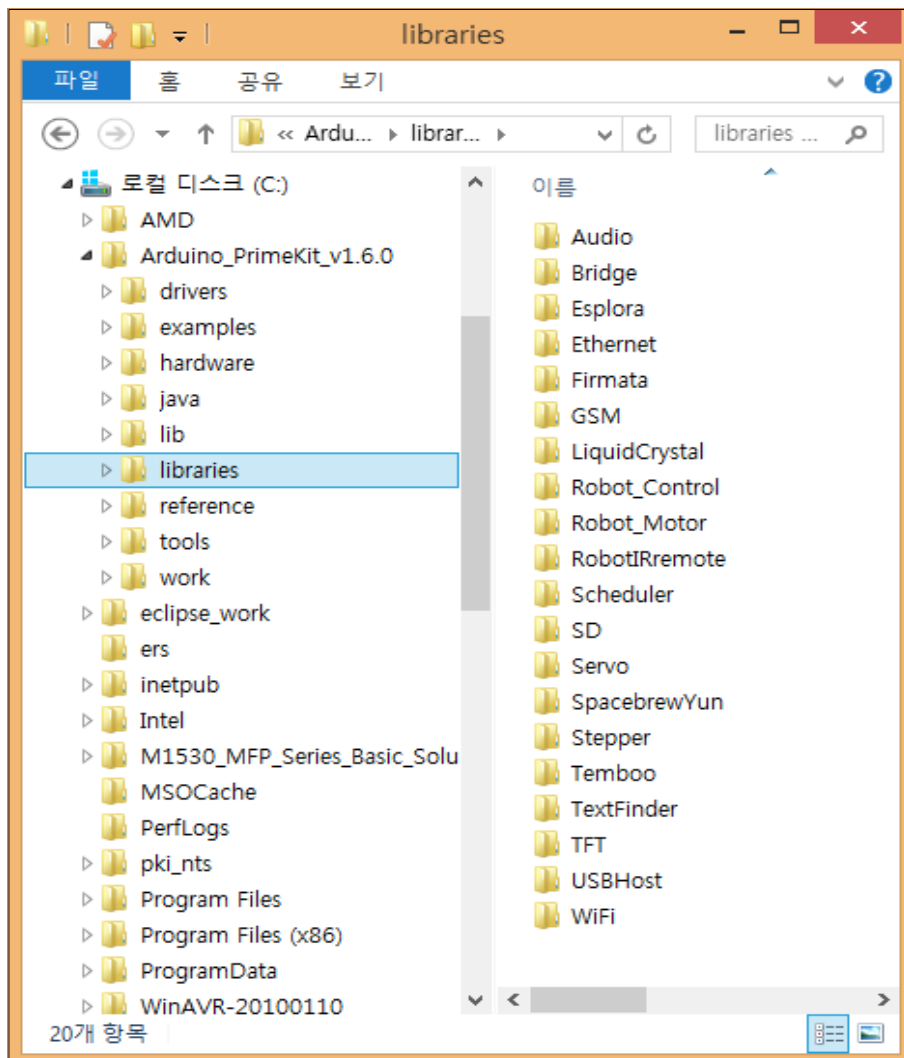 libraries
파일 홈 공유 보기
« Ardu... librar... libraries ...
로컬 디스크 (C:)
AMD
Arduino_PrimeKit_v1.6.0
drivers
examples
hardware
java
lib
libraries
reference
tools
work
eclipse_work
ers
inetpub
Intel
M1530_MFP_Series_Basic_Solu
MSOCache
PerfLogs
pki_nts
Program Files
Program Files (x86)
ProgramData
WinAVR-20100110
이름
Audio
Bridge
Esplora
Ethernet
Firmata
GSM
LiquidCrystal
Robot_Control
Robot_Motor
RobotIRremote
Scheduler
SD
Servo
SpacebrewYun
Stepper
Temboo
TextFinder
TFT
USBHost
WiFi
20개 항목